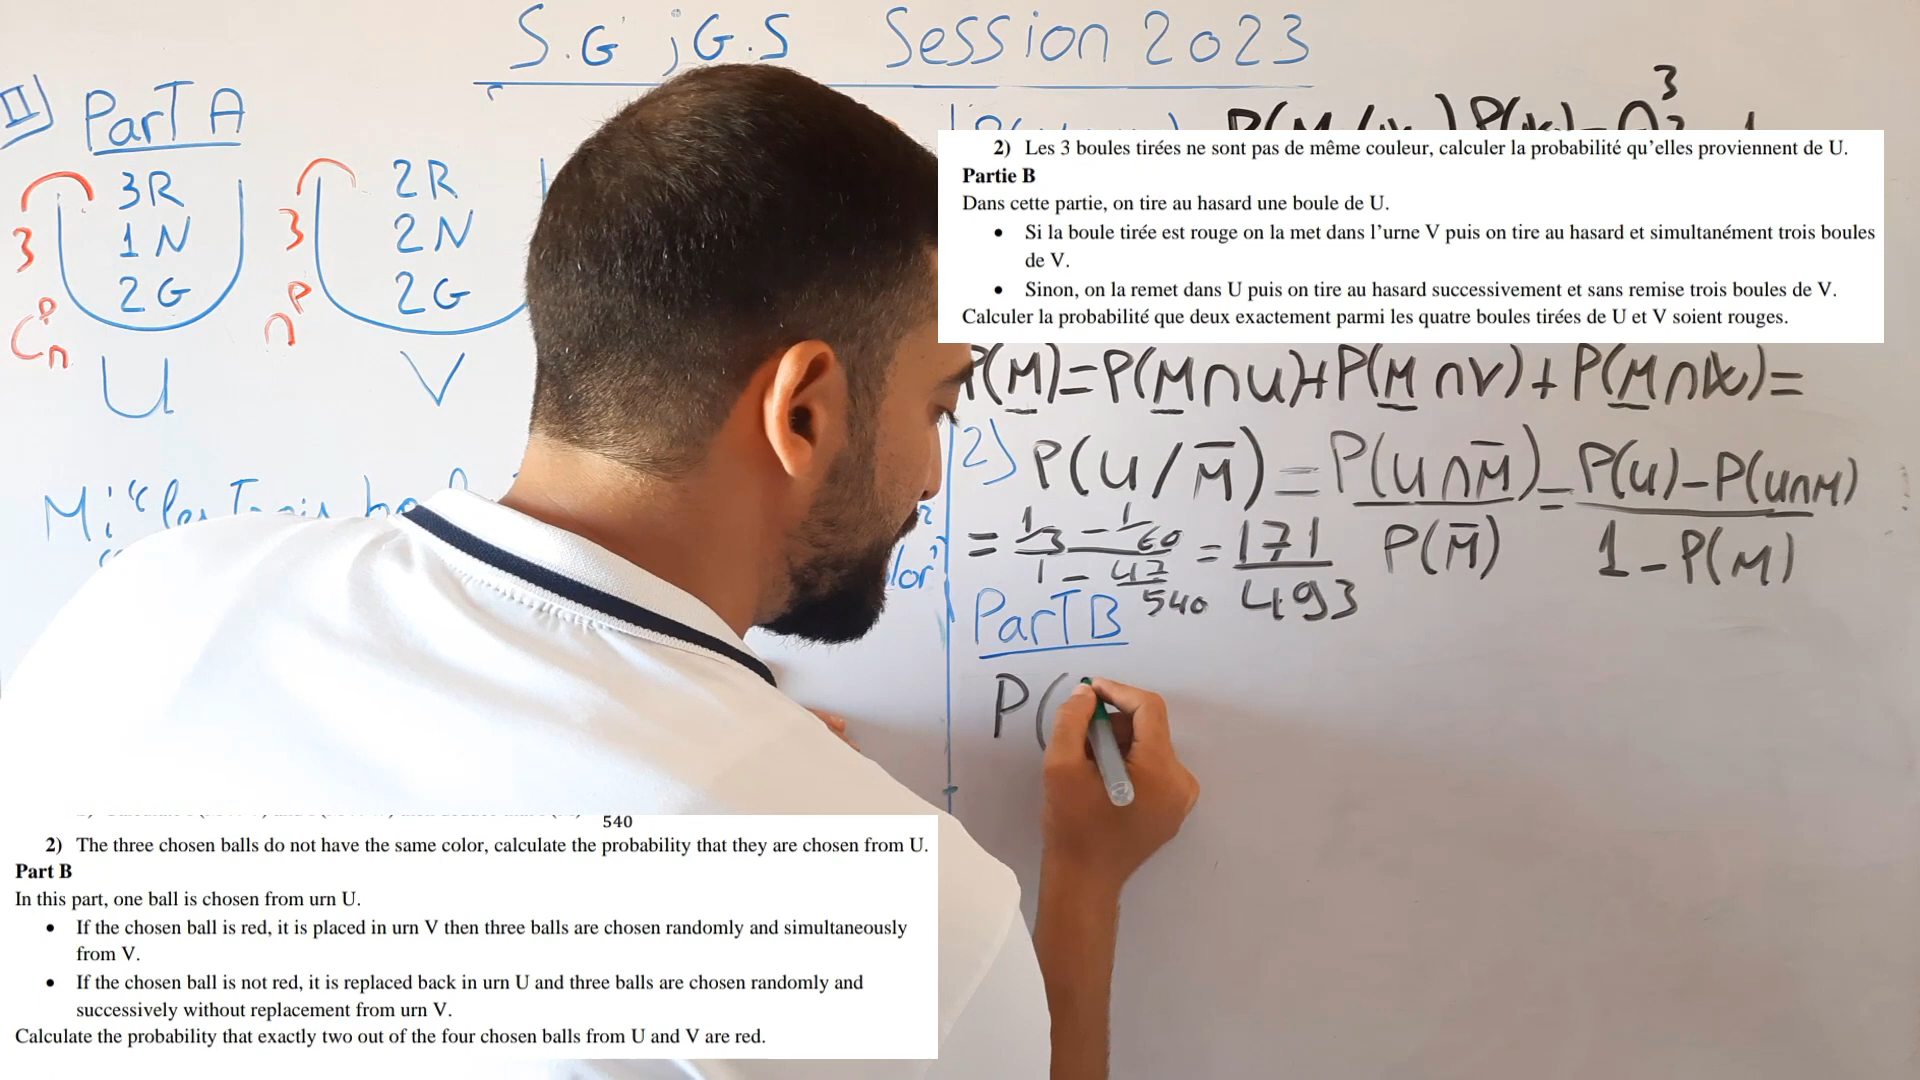 S.G ; G.S Session 2023
II) Part A
3R
1N
2G
3
C_n^P
U
2R
2N
2G
3
A_n^P
V
2) Les 3 boules tirées ne sont pas de même couleur, calculer la probabilité qu'elles proviennent de U.
Partie B
Dans cette partie, on tire au hasard une boule de U.
• Si la boule tirée est rouge on la met dans l'urne V puis on tire au hasard et simultanément trois boules
de V.
• Sinon, on la remet dans U puis on tire au hasard successivement et sans remise trois boules de V.
Calculer la probabilité que deux exactement parmi les quatre boules tirées de U et V soient rouges.
P(M)=P(M∩U)+P(M∩V)+P(M∩W)=
2) P(U/M̄)=P(U∩M̄)/P(M̄)=P(U)-P(U∩M)/1-P(M)
=1/3-1/60/1-47/540=171/493
Part B
P(
M: "les Trois
540
2) The three chosen balls do not have the same color, calculate the probability that they are chosen from U.
Part B
In this part, one ball is chosen from urn U.
• If the chosen ball is red, it is placed in urn V then three balls are chosen randomly and simultaneously
from V.
• If the chosen ball is not red, it is replaced back in urn U and three balls are chosen randomly and
successively without replacement from urn V.
Calculate the probability that exactly two out of the four chosen balls from U and V are red.